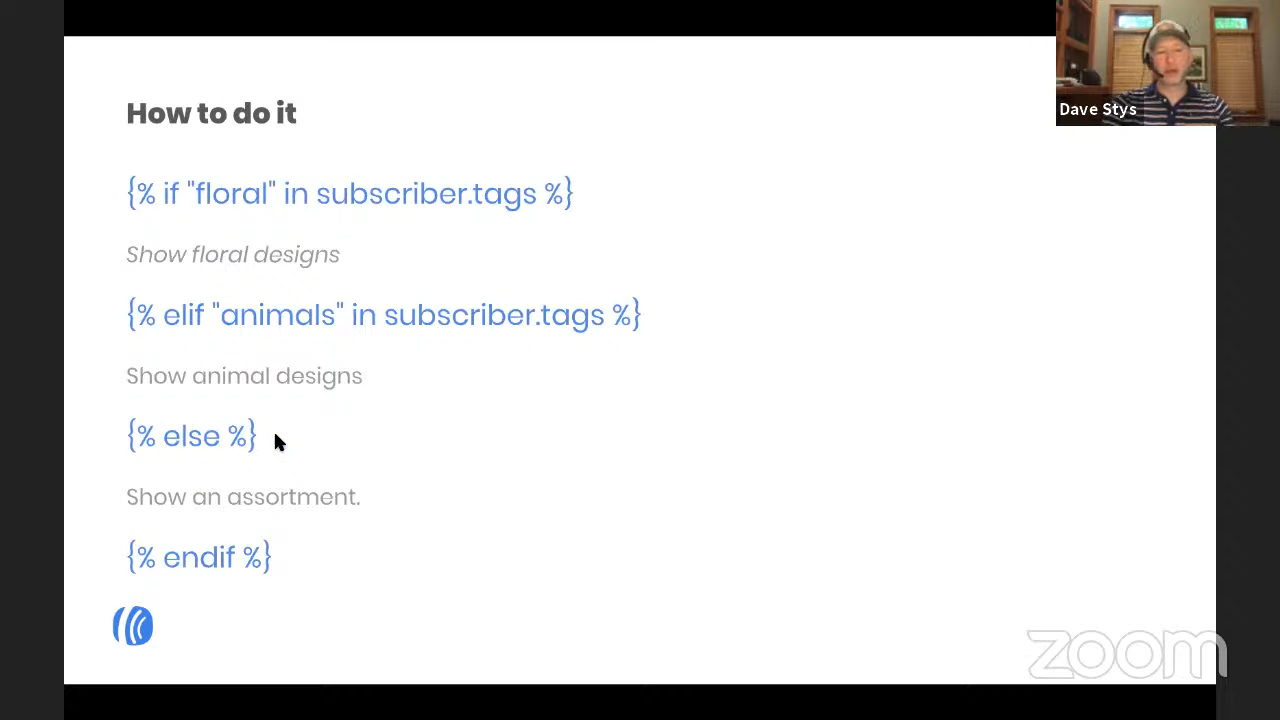 How to do it
{% if "floral" in subscriber.tags %}
Show floral designs
{% elif "animals" in subscriber.tags %}
Show animal designs
{% else %}
Show an assortment.
{% endif %}
Dave Stys
zoom